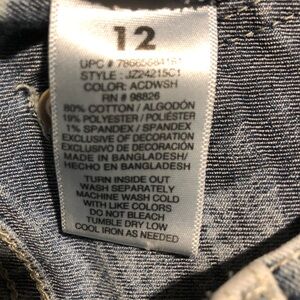 12
UPC #
STYLE : JZ24215C1
COLOR: ACDWSH
RN # 98826
80% COTTON / ALGODÓN
19% POLYESTER / POLIÉSTER
1% SPANDEX / SPANDEX
EXCLUSIVE OF DECORATION
EXCLUSIVO DE DECORACIÓN
MADE IN BANGLADESH/
HECHO EN BANGLADESH
TURN INSIDE OUT
WASH SEPARATELY
MACHINE WASH COLD
WITH LIKE COLORS
DO NOT BLEACH
TUMBLE DRY LOW
COOL IRON AS NEEDED